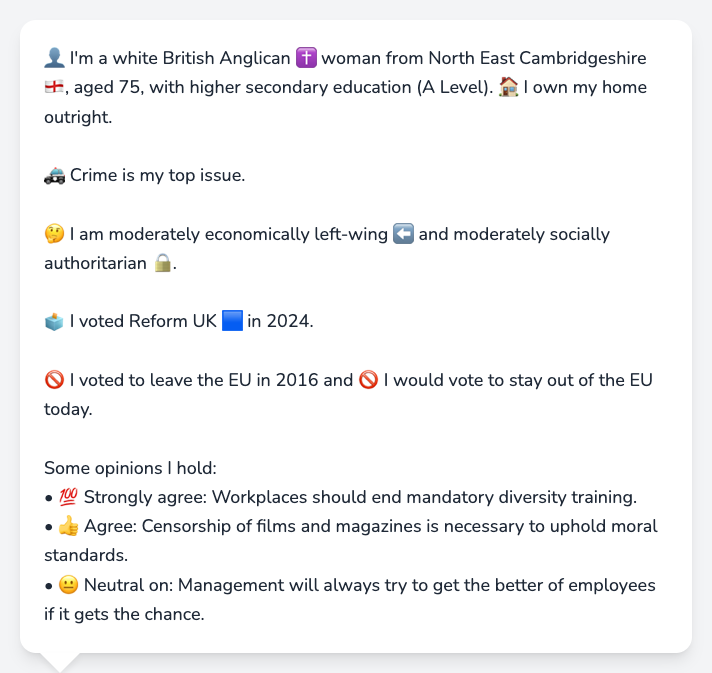 👤 I'm a white British Anglican ✝️ woman from North East Cambridgeshire
🏴󠁧󠁢󠁥󠁮󠁧󠁿, aged 75, with higher secondary education (A Level). 🏠 I own my home
outright.
🚓 Crime is my top issue.
🤔 I am moderately economically left-wing ⬅️ and moderately socially
authoritarian 🔒.
🗳️ I voted Reform UK 🟦 in 2024.
🚫 I voted to leave the EU in 2016 and 🚫 I would vote to stay out of the EU
today.
Some opinions I hold:
• 💯 Strongly agree: Workplaces should end mandatory diversity training.
• 👍 Agree: Censorship of films and magazines is necessary to uphold moral
standards.
• 😐 Neutral on: Management will always try to get the better of employees
if it gets the chance.